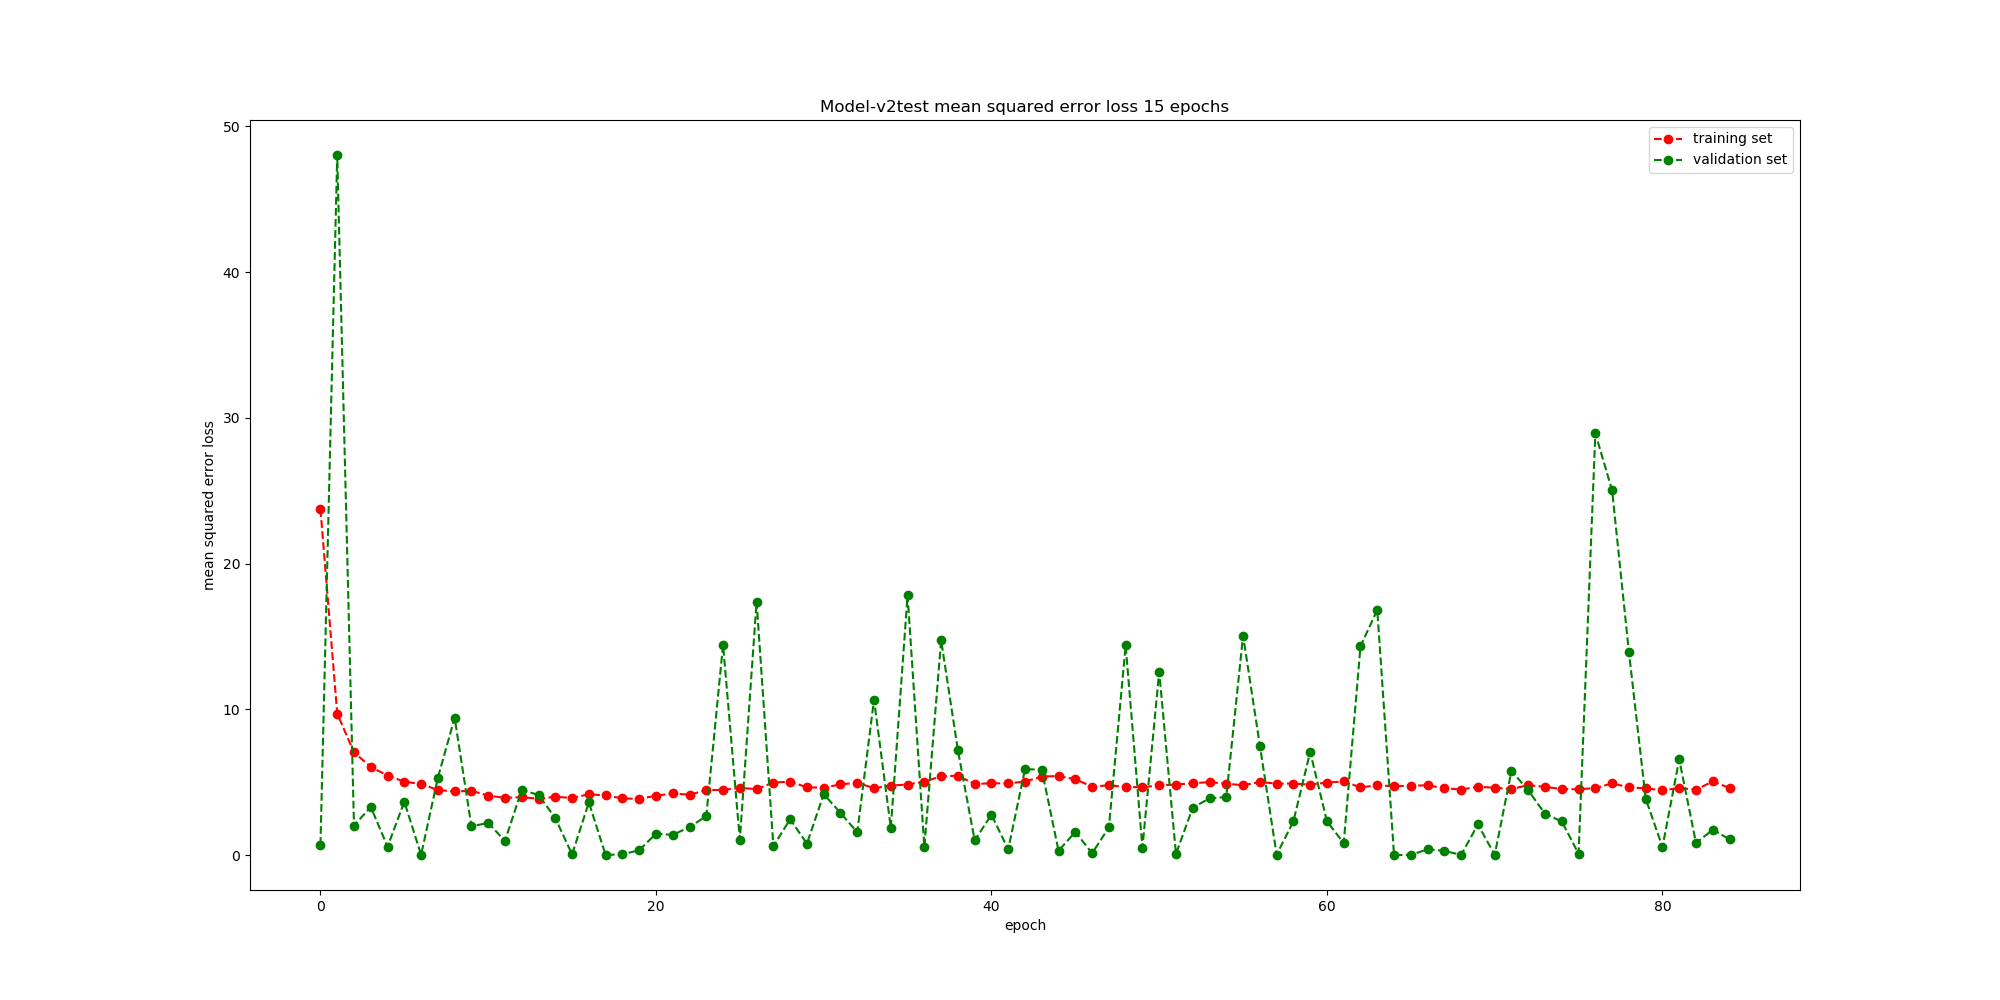 Model-v2test mean squared error loss 15 epochs
training set
validation set
mean squared error loss
50
40
30
20
10
0
0 20 40 60 80
epoch